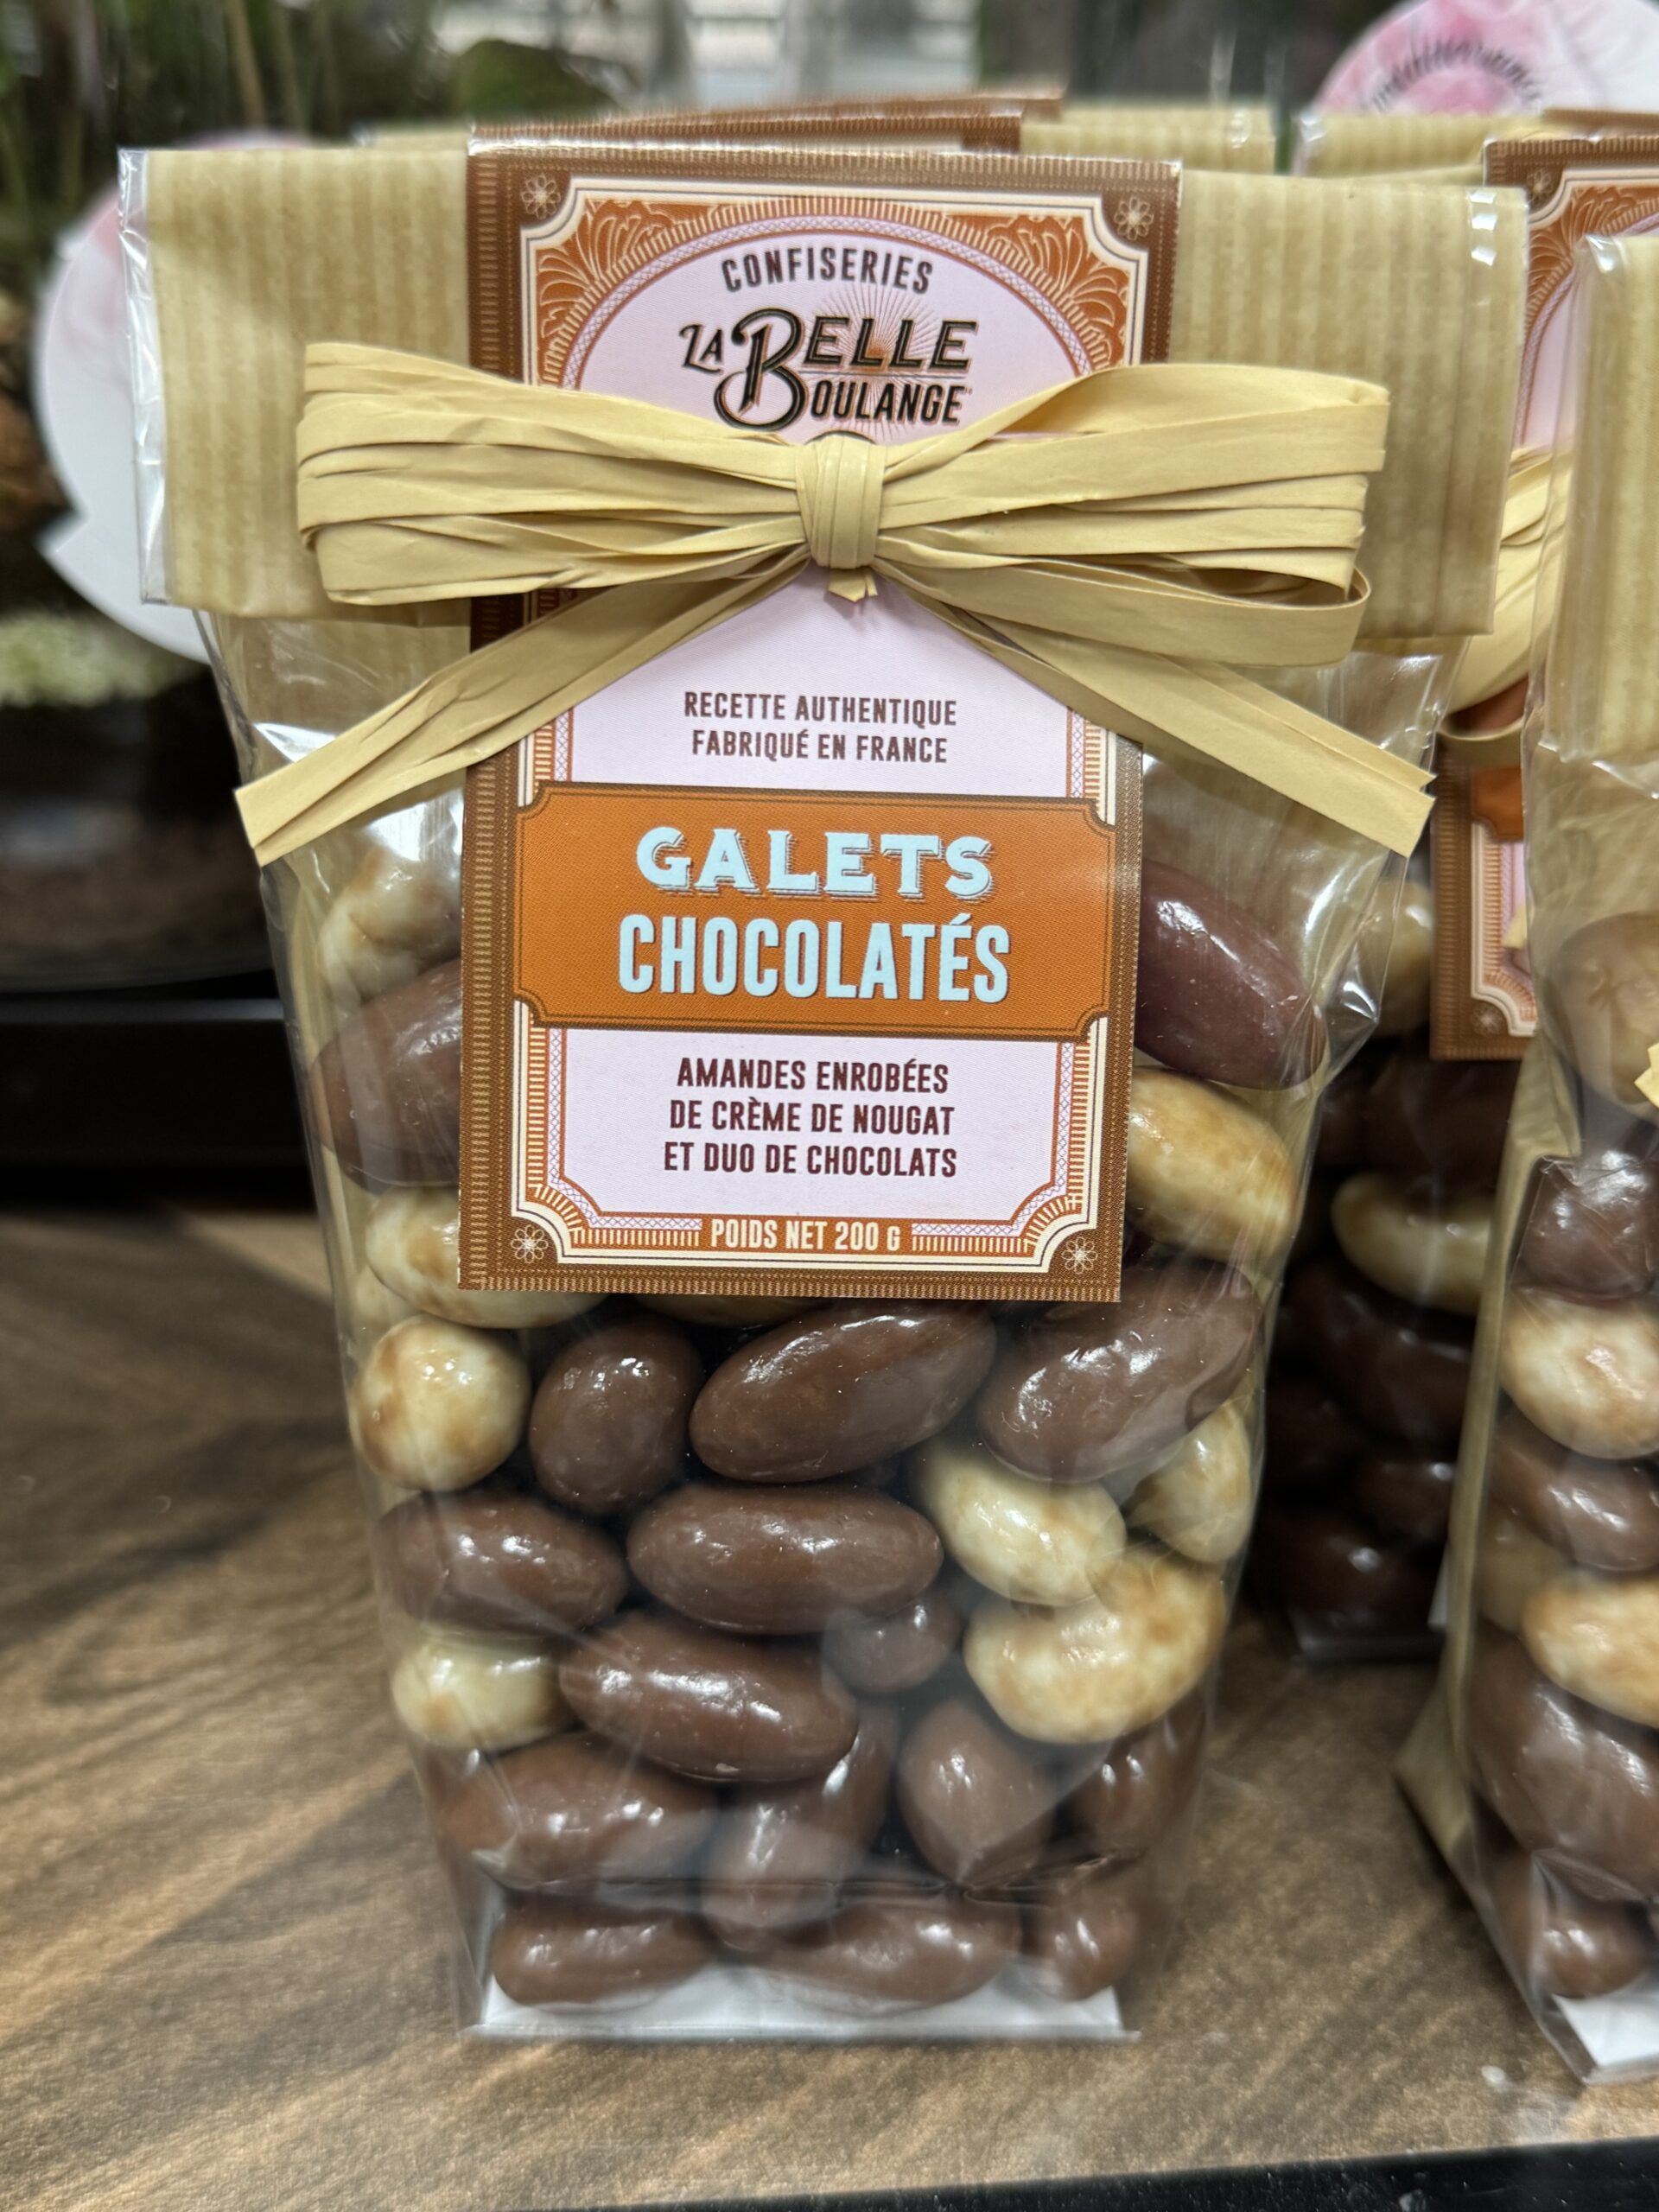 CONFISERIES
LA BELLE
BOULANGE
RECETTE AUTHENTIQUE
FABRIQUÉ EN FRANCE
GALETS
CHOCOLATÉS
AMANDES ENROBÉES
DE CRÈME DE NOUGAT
ET DUO DE CHOCOLATS
POIDS NET 200 G